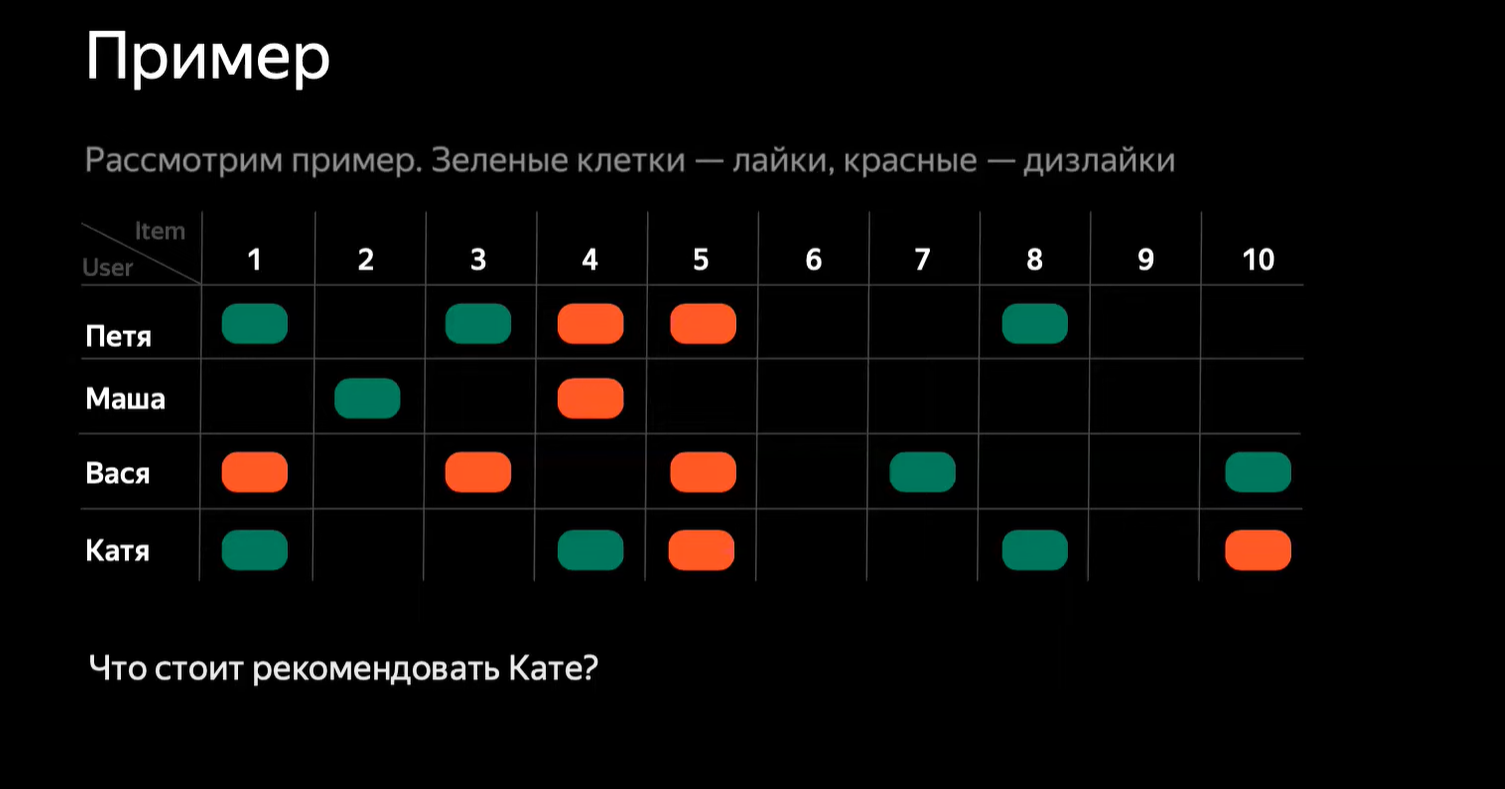 Пример
Рассмотрим пример. Зеленые клетки — лайки, красные — дизлайки
Item
User
1 2 3 4 5 6 7 8 9 10
Петя
Маша
Вася
Катя
Что стоит рекомендовать Кате?